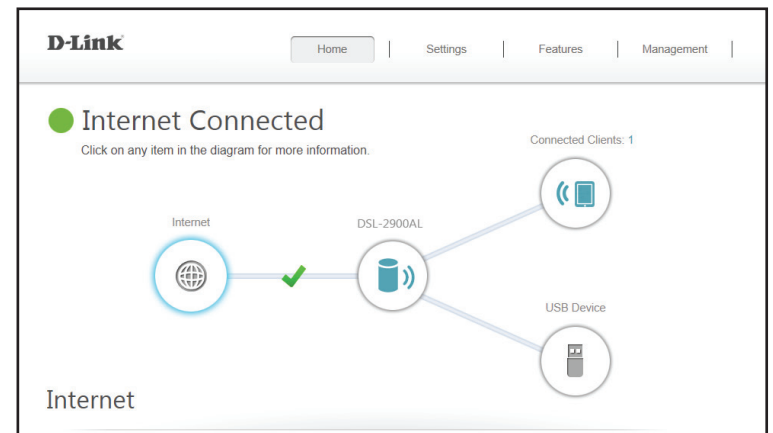 D-Link
Home
Settings
Features
Management
Internet Connected
Click on any item in the diagram for more information.
Connected Clients: 1
Internet
DSL-2900AL
USB Device
Internet